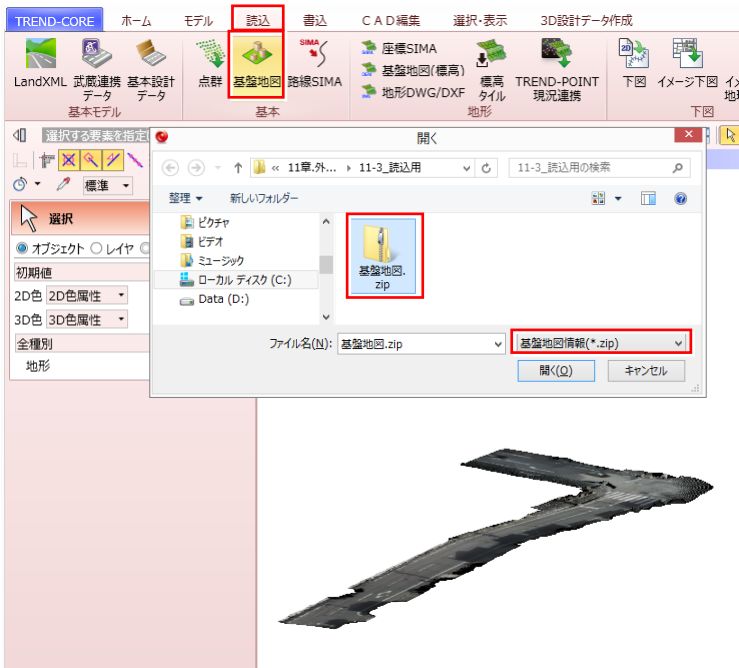 TREND-CORE ホーム モデル 読込 書込 CAD編集 選択・表示 3D設計データ作成
LandXML 武蔵連携データ 基本設計データ 点群 基盤地図 SIMA 路線SIMA 座標SIMA 基盤地図(標高) 地形DWG/DXF 標高タイル TREND-POINT 現況連携 2D 下図 イメージ下図
基本モデル 基本 地形 下図
選択する要素を指定
開く
標準
« 11章.外... 11-3_読込用 11-3_読込用の検索
整理 新しいフォルダー
選択
オブジェクト レイヤ
初期値
2D色 2D色属性
3D色 3D色属性
全種別
地形
ピクチャ
ビデオ
ミュージック
ローカル ディスク (C:)
Data (D:)
基盤地図.
zip
ファイル名(N): 基盤地図.zip 基盤地図情報(*.zip)
開く(O) キャンセル